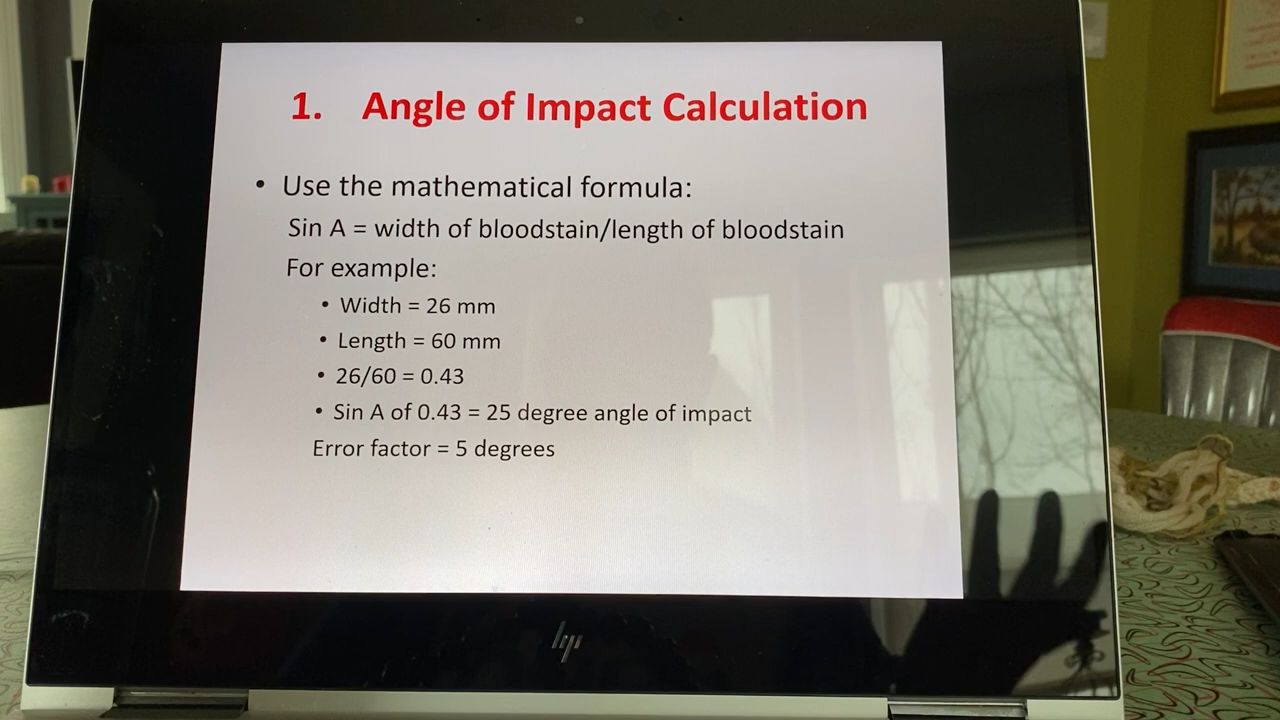 1. Angle of Impact Calculation
• Use the mathematical formula:
Sin A = width of bloodstain/length of bloodstain
For example:
• Width = 26 mm
• Length = 60 mm
• 26/60 = 0.43
• Sin A of 0.43 = 25 degree angle of impact
Error factor = 5 degrees
hp